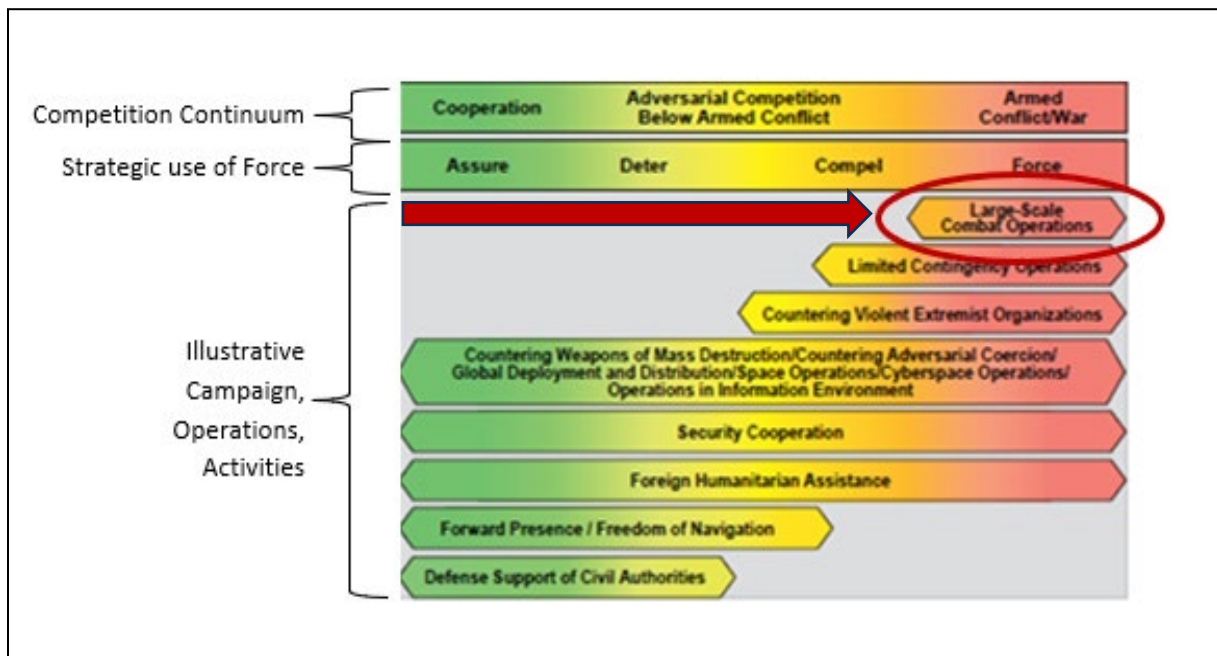 Competition Continuum
Cooperation
Adversarial Competition
Below Armed Conflict
Armed
Conflict/War
Strategic use of Force
Assure
Deter
Compel
Force
Large-Scale
Combat Operations
Limited Contingency Operations
Countering Violent Extremist Organizations
Illustrative
Campaign,
Operations,
Activities
Countering Weapons of Mass Destruction/Countering Adversarial Coercion/
Global Deployment and Distribution/Space Operations/Cyberspace Operations/
Operations in Information Environment
Security Cooperation
Foreign Humanitarian Assistance
Forward Presence / Freedom of Navigation
Defense Support of Civil Authorities